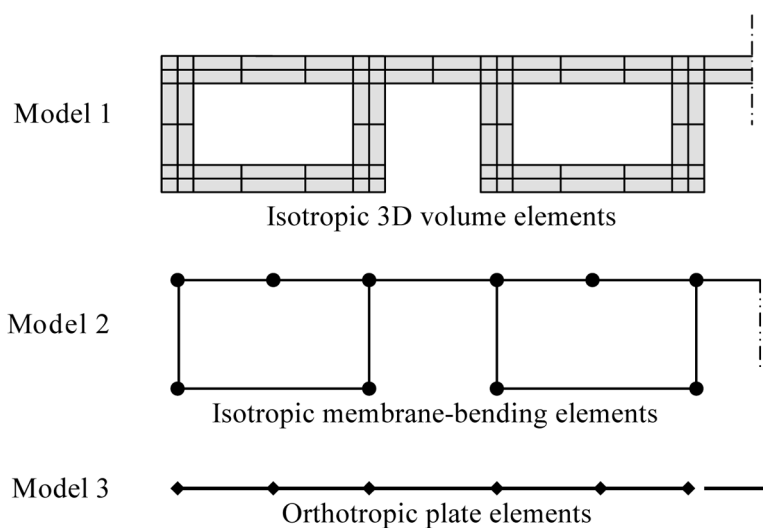 Model 1
Isotropic 3D volume elements
Model 2
Isotropic membrane-bending elements
Model 3
Orthotropic plate elements